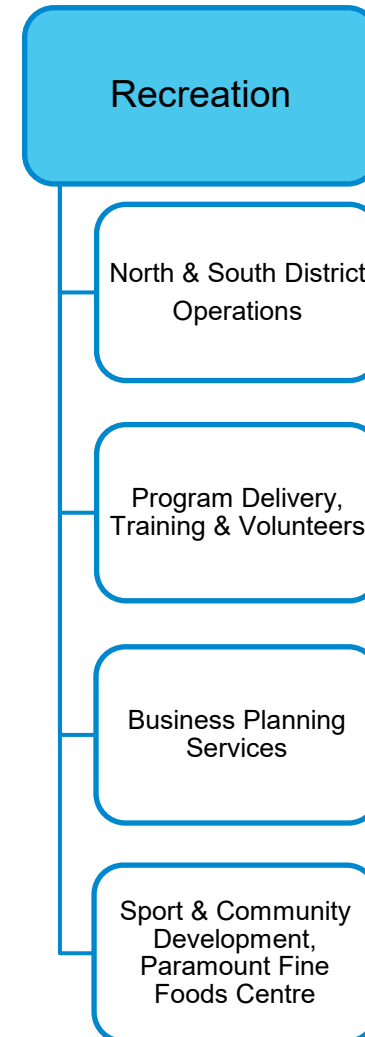 Recreation
North & South District
Operations
Program Delivery,
Training & Volunteers
Business Planning
Services
Sport & Community
Development,
Paramount Fine
Foods Centre